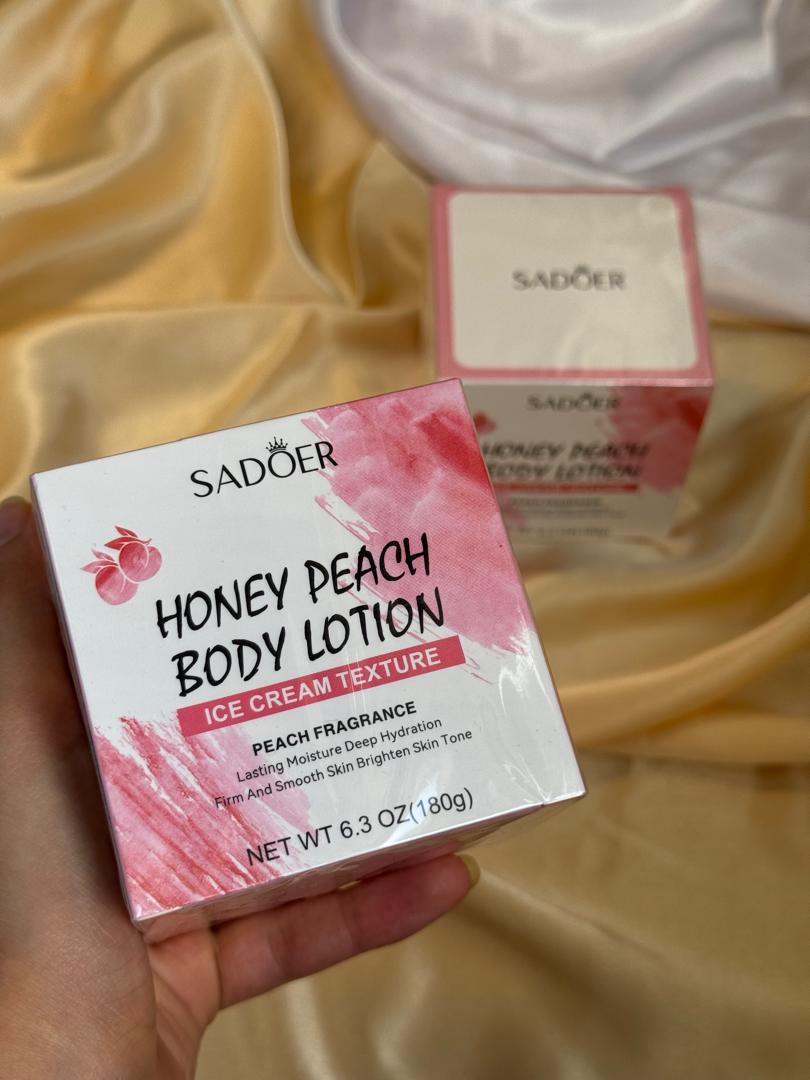 SADOER
HONEY PEACH
BODY LOTION
ICE CREAM TEXTURE
PEACH FRAGRANCE
Lasting Moisture Deep Hydration
Firm And Smooth Skin Brighten Skin Tone
NET WT 6.3 OZ(180g)
SADOER
SADOER
HONEY PEACH
BODY LOTION